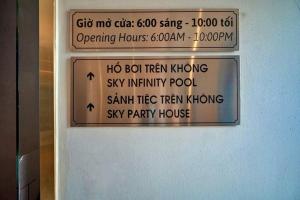 Giờ mở cửa: 6:00 sáng - 10:00 tối
Opening Hours: 6:00AM - 10:00PM
HỒ BƠI TRÊN KHÔNG
SKY INFINITY POOL
SẢNH TIỆC TRÊN KHÔNG
SKY PARTY HOUSE